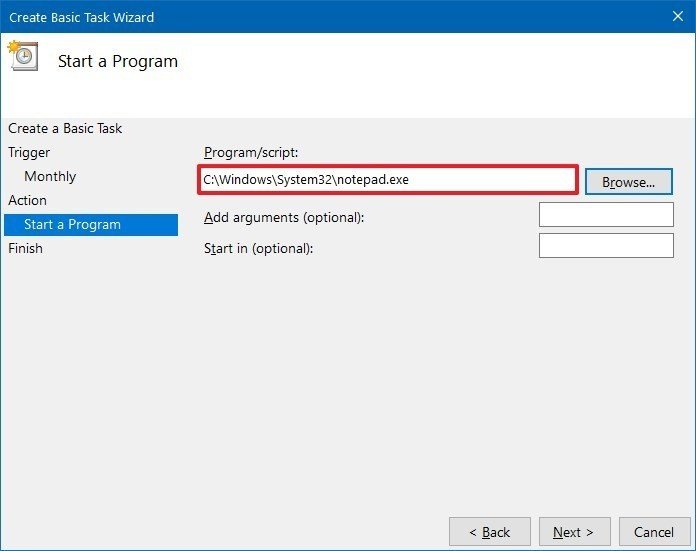 Create Basic Task Wizard
Start a Program
Create a Basic Task
Trigger
Monthly
Action
Start a Program
Finish
Program/script:
C:\Windows\System32\notepad.exe
Browse...
Add arguments (optional):
Start in (optional):
< Back
Next >
Cancel